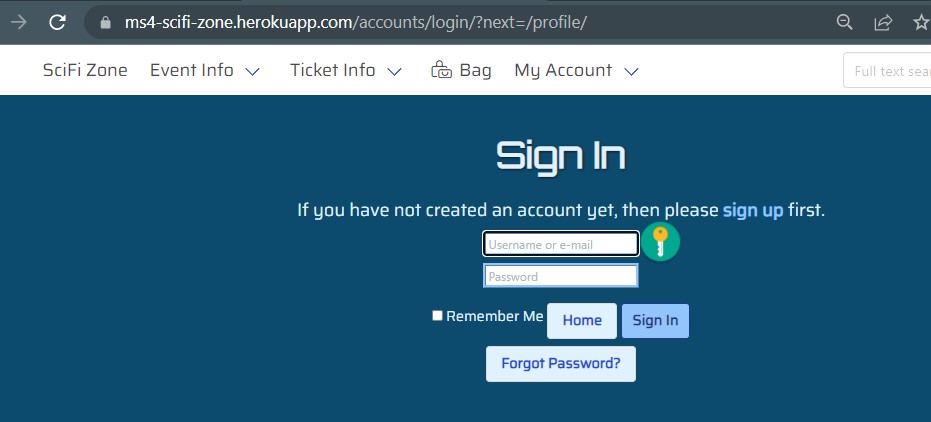 ms4-scifi-zone.herokuapp.com/accounts/login/?next=/profile/
SciFi Zone Event Info Ticket Info Bag My Account Full text sea
Sign In
If you have not created an account yet, then please sign up first.
Username or e-mail
Password
Remember Me Home Sign In
Forgot Password?